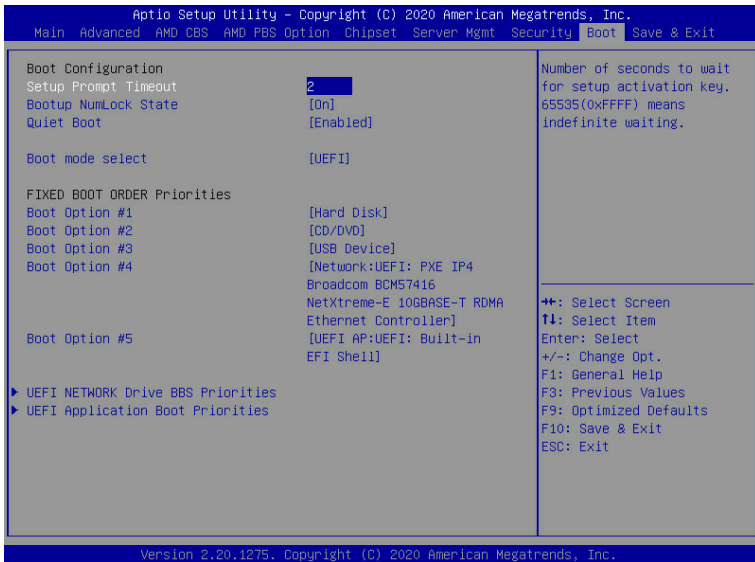 Aptio Setup Utility – Copyright (C) 2020 American Megatrends, Inc.
Main Advanced AMD CBS AMD PBS Option Chipset Server Mgmt Security Boot Save & Exit
Boot Configuration
Setup Prompt Timeout 2
Bootup NumLock State [On]
Quiet Boot [Enabled]
Boot mode select [UEFI]
FIXED BOOT ORDER Priorities
Boot Option #1 [Hard Disk]
Boot Option #2 [CD/DVD]
Boot Option #3 [USB Device]
Boot Option #4 [Network:UEFI: PXE IP4
Broadcom BCM57416
NetXtreme-E 10GBASE-T RDMA
Ethernet Controller]
Boot Option #5 [UEFI AP:UEFI: Built-in
EFI Shell]
UEFI NETWORK Drive BBS Priorities
UEFI Application Boot Priorities
Number of seconds to wait
for setup activation key.
65535(0xFFFF) means
indefinite waiting.
→←: Select Screen
↑↓: Select Item
Enter: Select
+/-: Change Opt.
F1: General Help
F3: Previous Values
F9: Optimized Defaults
F10: Save & Exit
ESC: Exit
Version 2.20.1275. Copyright (C) 2020 American Megatrends, Inc.